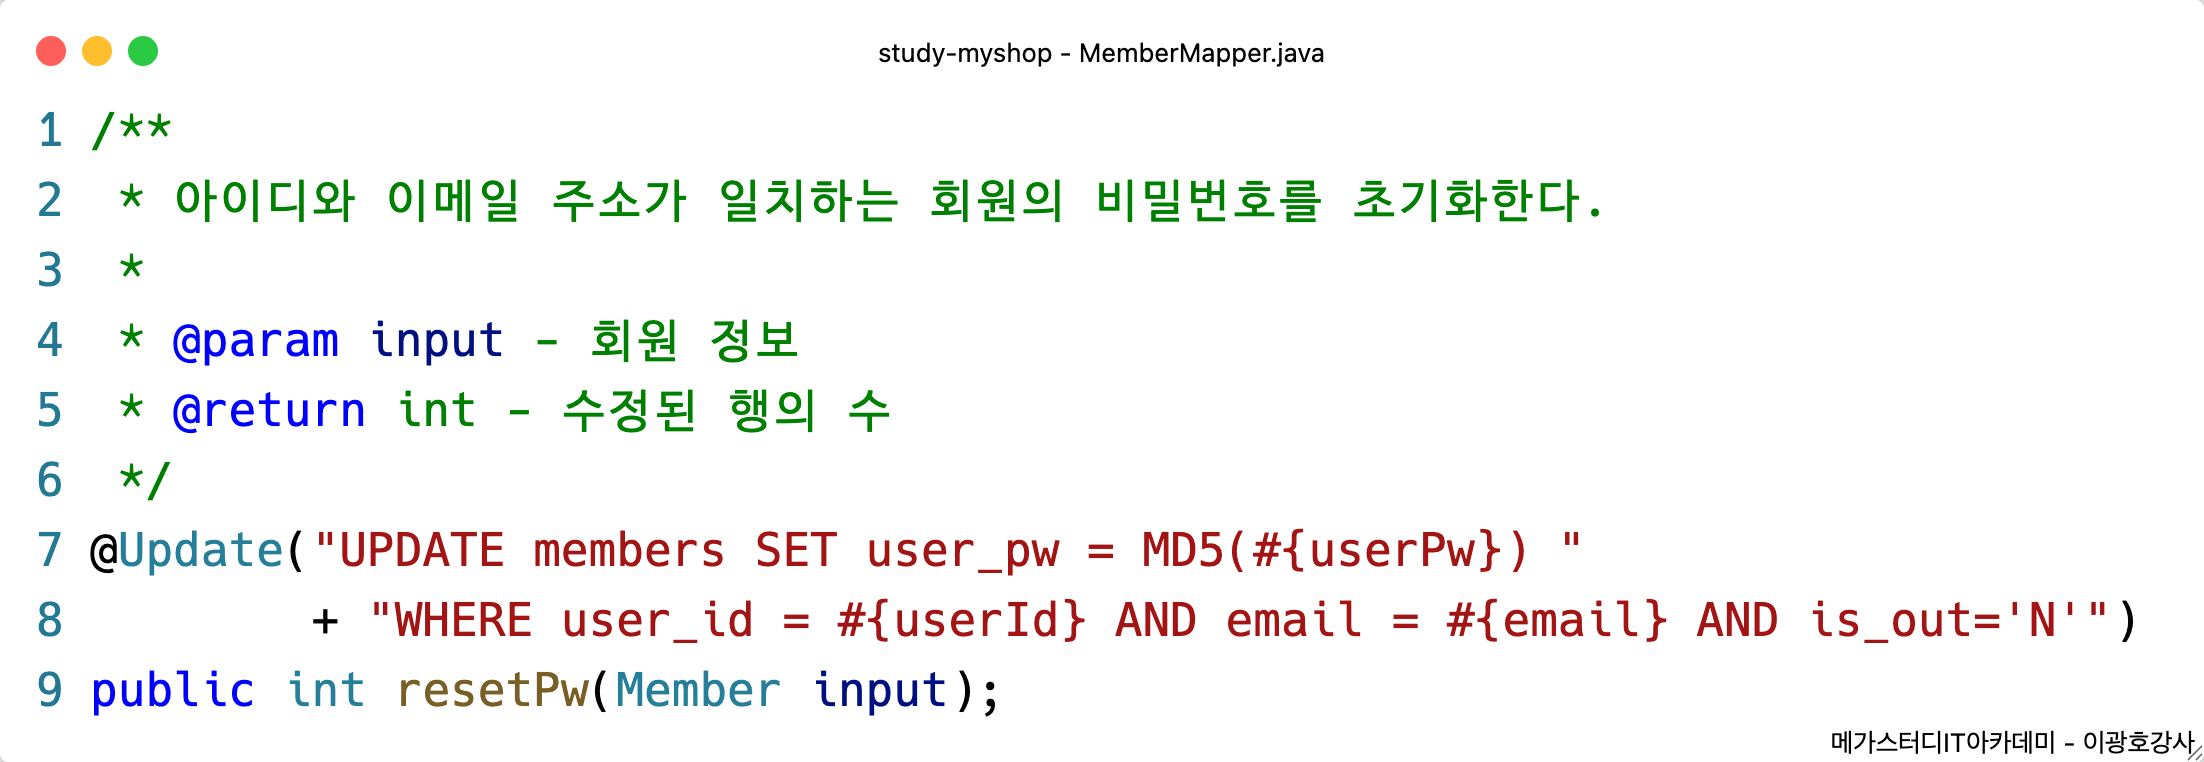 study-myshop - MemberMapper.java
1 /**
2  * 아이디와 이메일 주소가 일치하는 회원의 비밀번호를 초기화한다.
3  *
4  * @param input - 회원 정보
5  * @return int - 수정된 행의 수
6  */
7 @Update("UPDATE members SET user_pw = MD5(#{userPw}) "
8         + "WHERE user_id = #{userId} AND email = #{email} AND is_out='N'")
9 public int resetPw(Member input);
메가스터디IT아카데미 - 이광호강사